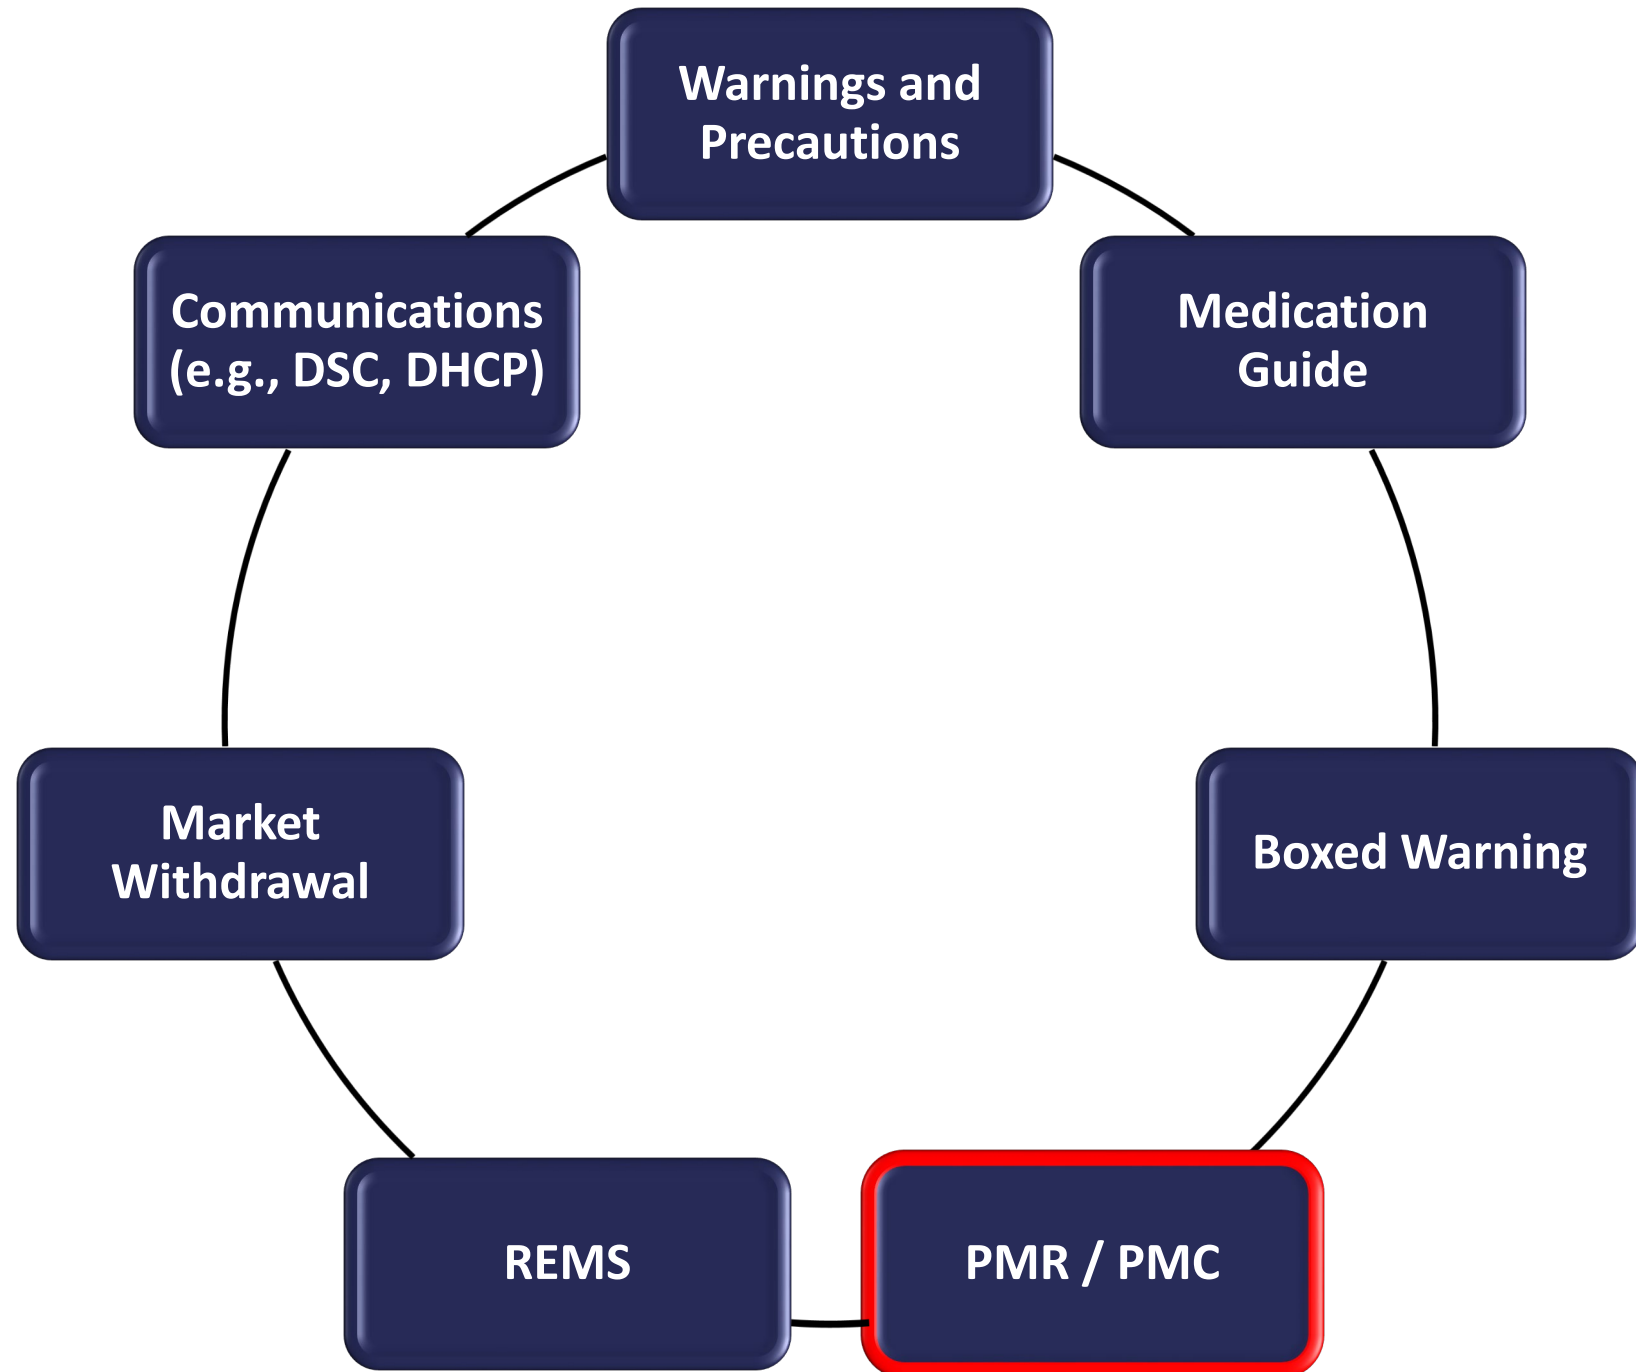 Warnings and
Precautions
Communications
(e.g., DSC, DHCP)
Medication
Guide
Market
Withdrawal
Boxed Warning
REMS
PMR / PMC